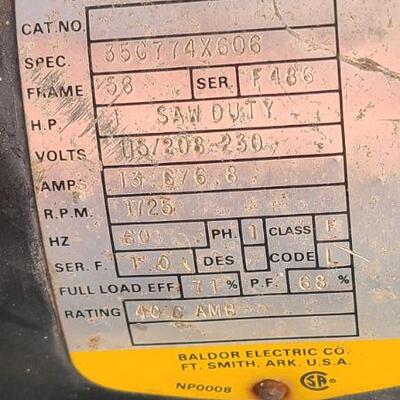 CAT.NO.
SPEC. 35G774X606
FRAME 56 SER. F486
H.P. 1 SAW DUTY
VOLTS 115/208-230
AMPS 13.6/6.8
R.P.M. 1725
HZ 60 PH. 1 CLASS F
SER. F. 1.0 DES CODE L
FULL LOAD EFF. 71 % P.F. 68 %
RATING 40 C AMB
BALDOR ELECTRIC CO.
FT. SMITH, ARK. U.S.A.
NP0008 SA